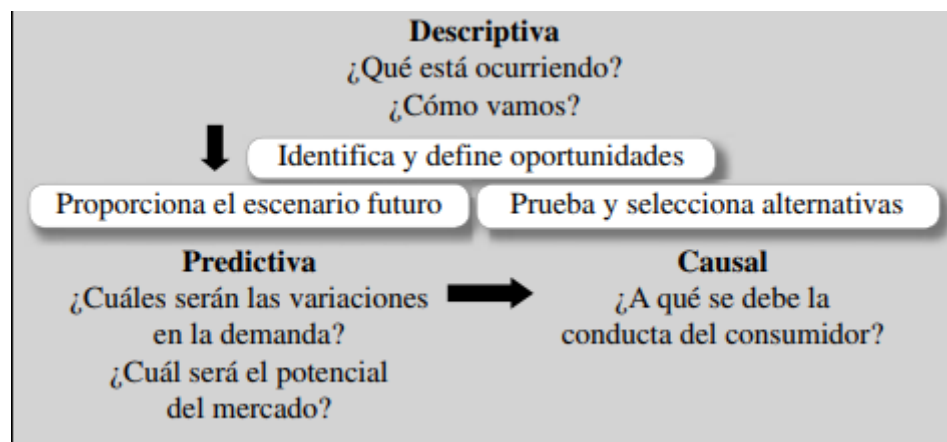 Descriptiva
¿Qué está ocurriendo?
¿Cómo vamos?
Identifica y define oportunidades
Proporciona el escenario futuro
Prueba y selecciona alternativas
Predictiva
¿Cuáles serán las variaciones
en la demanda?
¿Cuál será el potencial
del mercado?
Causal
¿A qué se debe la
conducta del consumidor?